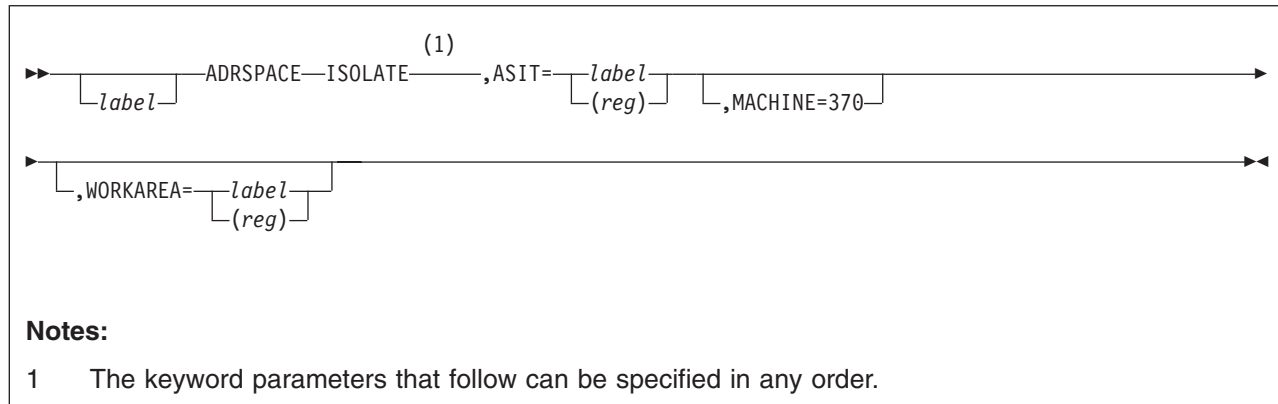 (1)
ADRSPACE ISOLATE ,ASIT= label
label (reg) ,MACHINE=370
,WORKAREA= label
(reg)
Notes:
1 The keyword parameters that follow can be specified in any order.